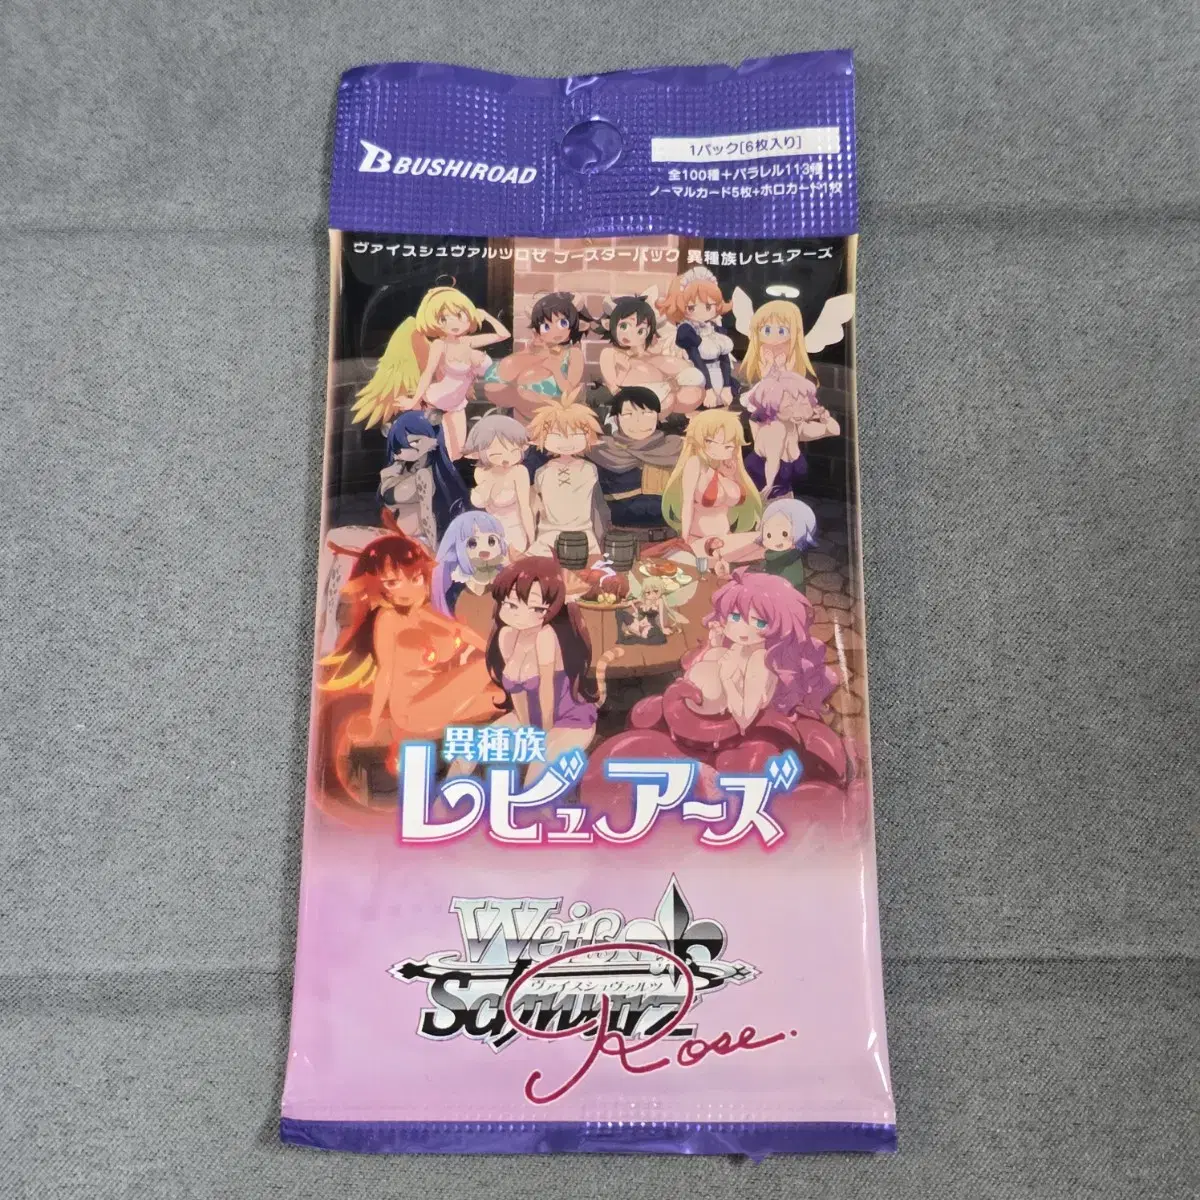 BUSHIROAD
1パック[6枚入り]
全100種+パラレル113種
ノーマルカード5枚+ホロカード1枚
ヴァイスシュヴァルツロゼ ブースターパック 異種族レビュアーズ
異種族
レビュアーズ
Weiß
ヴァイスシュヴァルツ
Schwarz
Rose.